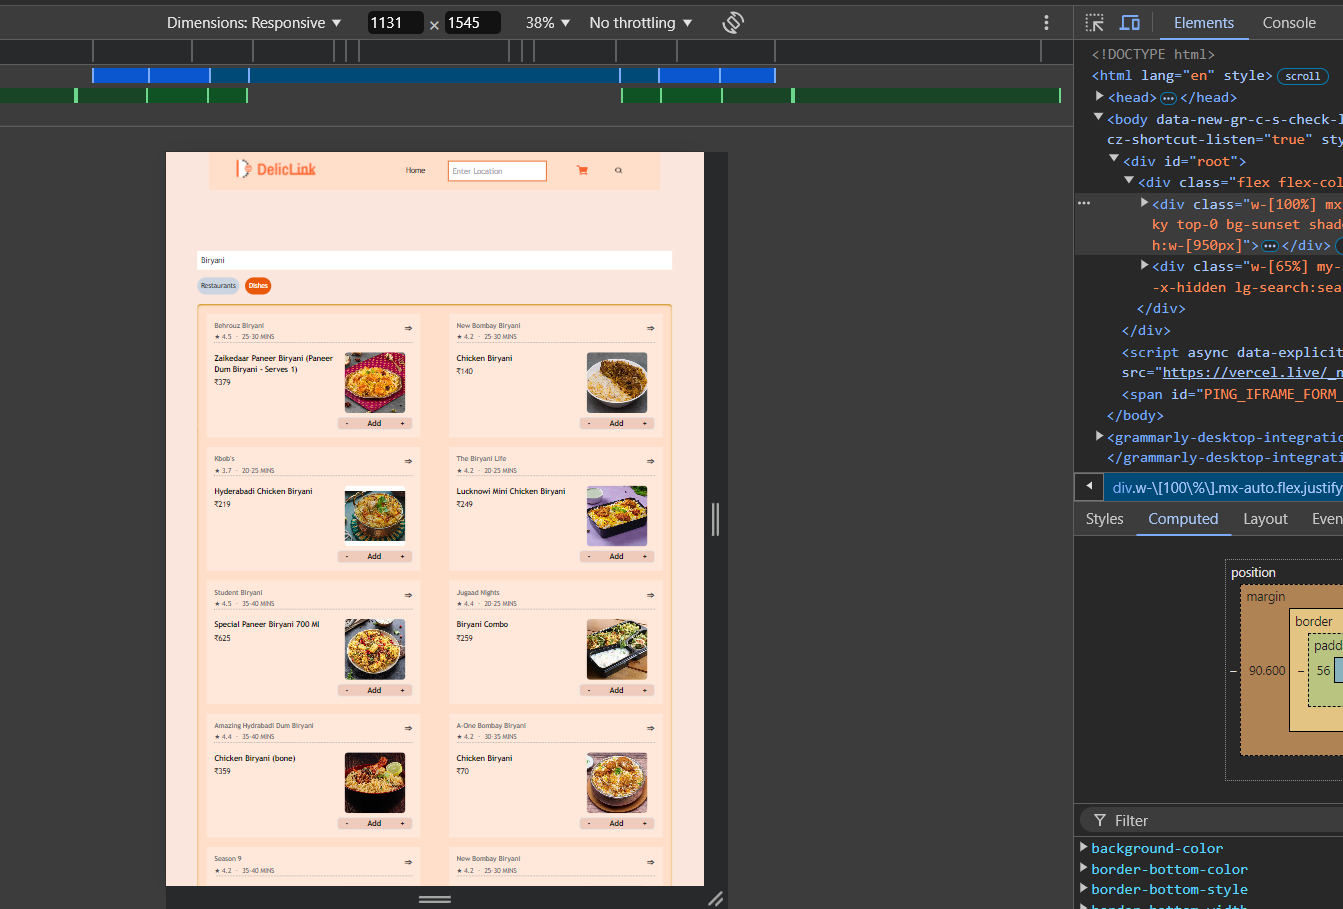 Dimensions: Responsive ▼ 1131 × 1545 38% ▼ No throttling ▼
Elements Console
<!DOCTYPE html>
<html lang="en" style> scroll
<head> ••• </head>
<body data-new-gr-c-s-check-l
cz-shortcut-listen="true" sty
<div id="root">
<div class="flex flex-col
<div class="w-[100%] mx
ky top-0 bg-sunset shad
h:w-[950px]"> ••• </div>
<div class="w-[65%] my-
-x-hidden lg-search:sea
</div>
</div>
<script async data-explicit
src="https://vercel.live/_n
<span id="PING_IFRAME_FORM_
</body>
<grammarly-desktop-integratio
</grammarly-desktop-integrati
div.w-\[100\%\].mx-auto.flex.justify
Styles Computed Layout Even
position
margin
border
padd
– 90.600 – 56
Filter
background-color
border-bottom-color
border-bottom-style
border-bottom-width
DelicLink Home Enter Location
Biryani
Restaurants Dishes
Behrouz Biryani ⇒
★ 4.5 · 25-30 MINS
Zaikedaar Paneer Biryani (Paneer
Dum Biryani - Serves 1)
₹379
- Add +
New Bombay Biryani ⇒
★ 4.2 · 25-30 MINS
Chicken Biryani
₹140
- Add +
Kbob's ⇒
★ 3.7 · 20-25 MINS
Hyderabadi Chicken Biryani
₹219
- Add +
The Biryani Life ⇒
★ 4.2 · 20-25 MINS
Lucknowi Mini Chicken Biryani
₹249
- Add +
Student Biryani ⇒
★ 4.5 · 35-40 MINS
Special Paneer Biryani 700 Ml
₹625
- Add +
Jugaad Nights ⇒
★ 4.4 · 20-25 MINS
Biryani Combo
₹259
- Add +
Amazing Hydrabadi Dum Biryani ⇒
★ 4.4 · 35-40 MINS
Chicken Biryani (bone)
₹359
- Add +
A-One Bombay Biryani ⇒
★ 4.2 · 30-35 MINS
Chicken Biryani
₹70
- Add +
Season 9 ⇒
★ 4.2 · 35-40 MINS
New Bombay Biryani ⇒
★ 4.2 · 25-30 MINS